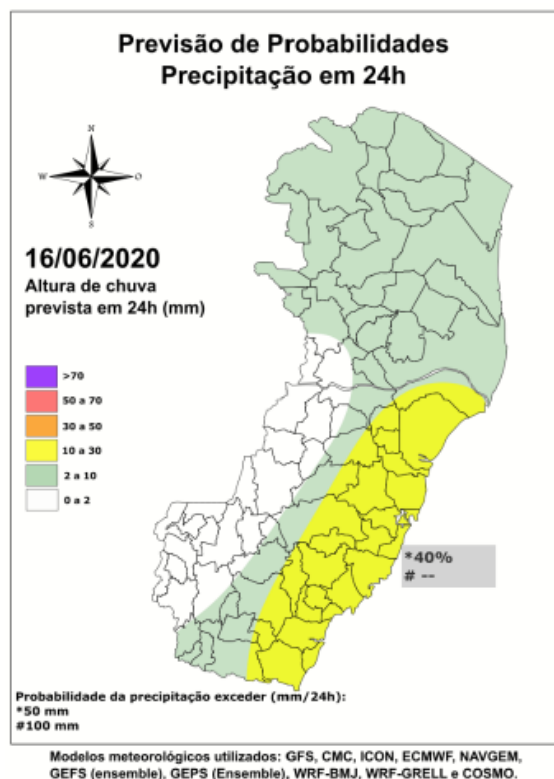 Previsão de Probabilidades
Precipitação em 24h
N
W
O
S
16/06/2020
Altura de chuva
prevista em 24h (mm)
>70
50 a 70
30 a 50
10 a 30
2 a 10
0 a 2
*40%
# --
Probabilidade da precipitação exceder (mm/24h):
*50 mm
#100 mm
Modelos meteorológicos utilizados: GFS, CMC, ICON, ECMWF, NAVGEM,
GEFS (ensemble), GEPS (Ensemble), WRF-BMJ, WRF-GRELL e COSMO.